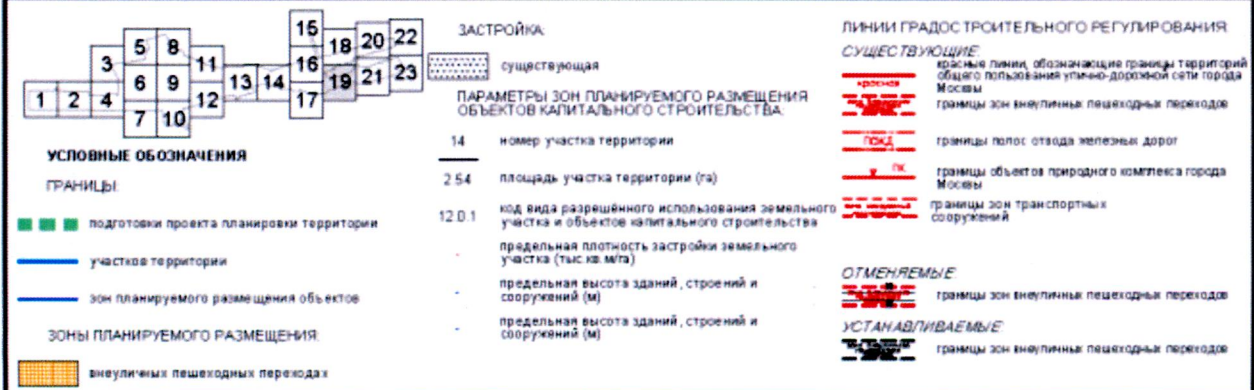 15
5 8
18 20 22
3
11
16
6 9
13 14
19 21 23
1 2 4
12
17
7 10
УСЛОВНЫЕ ОБОЗНАЧЕНИЯ
ГРАНИЦЫ:
подготовки проекта планировки территории
участков территории
зон планируемого размещения объектов
ЗОНЫ ПЛАНИРУЕМОГО РАЗМЕЩЕНИЯ:
внеуличных пешеходных переходах
ЗАСТРОЙКА:
существующая
ПАРАМЕТРЫ ЗОН ПЛАНИРУЕМОГО РАЗМЕЩЕНИЯ
ОБЪЕКТОВ КАПИТАЛЬНОГО СТРОИТЕЛЬСТВА:
14 номер участка территории
2.54 площадь участка территории (га)
12.0.1 код вида разрешённого использования земельного
участка и объектов капитального строительства
- предельная плотность застройки земельного
участка (тыс.кв.м/га)
- предельная высота зданий, строений и
сооружений (м)
- предельная высота зданий, строений и
сооружений (м)
ЛИНИИ ГРАДОСТРОИТЕЛЬНОГО РЕГУЛИРОВАНИЯ
СУЩЕСТВУЮЩИЕ:
красные линии, обозначающие границы территорий
общего пользования улично-дорожной сети города
Москвы
красная
границы зон внеуличных пешеходных переходов
границы полос отвода железных дорог
ПК
границы объектов природного комплекса города
Москвы
границы зон транспортных
сооружений
ОТМЕНЯЕМЫЕ:
границы зон внеуличных пешеходных переходов
УСТАНАВЛИВАЕМЫЕ:
границы зон внеуличных пешеходных переходов